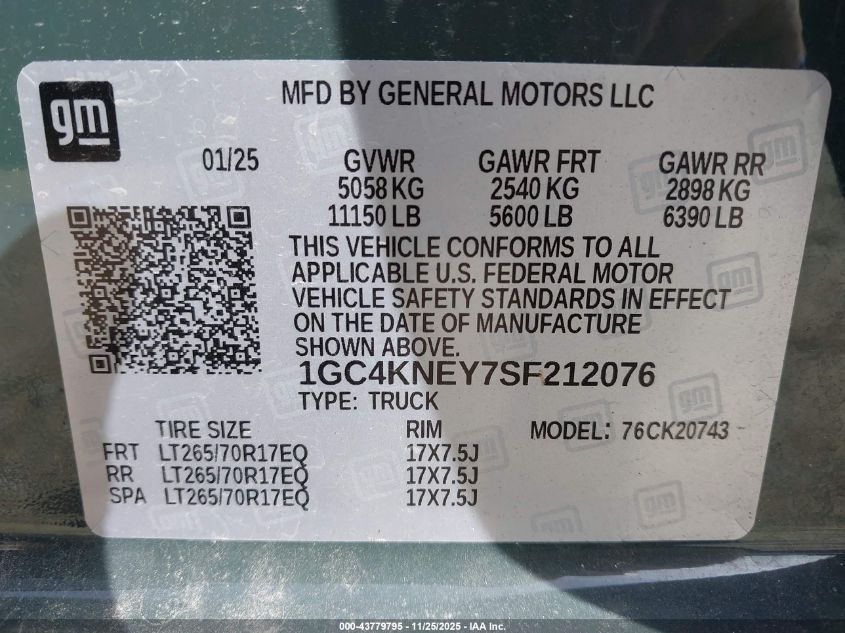 gm
MFD BY GENERAL MOTORS LLC
01/25 GVWR GAWR FRT GAWR RR
5058 KG 2540 KG 2898 KG
11150 LB 5600 LB 6390 LB
THIS VEHICLE CONFORMS TO ALL
APPLICABLE U.S. FEDERAL MOTOR
VEHICLE SAFETY STANDARDS IN EFFECT
ON THE DATE OF MANUFACTURE
SHOWN ABOVE.
1GC4KNEY7SF212076
TYPE: TRUCK
TIRE SIZE RIM MODEL: 76CK20743
FRT LT265/70R17EQ 17X7.5J
RR LT265/70R17EQ 17X7.5J
SPA LT265/70R17EQ 17X7.5J
000-43779795 - 11/25/2025 - IAA Inc.